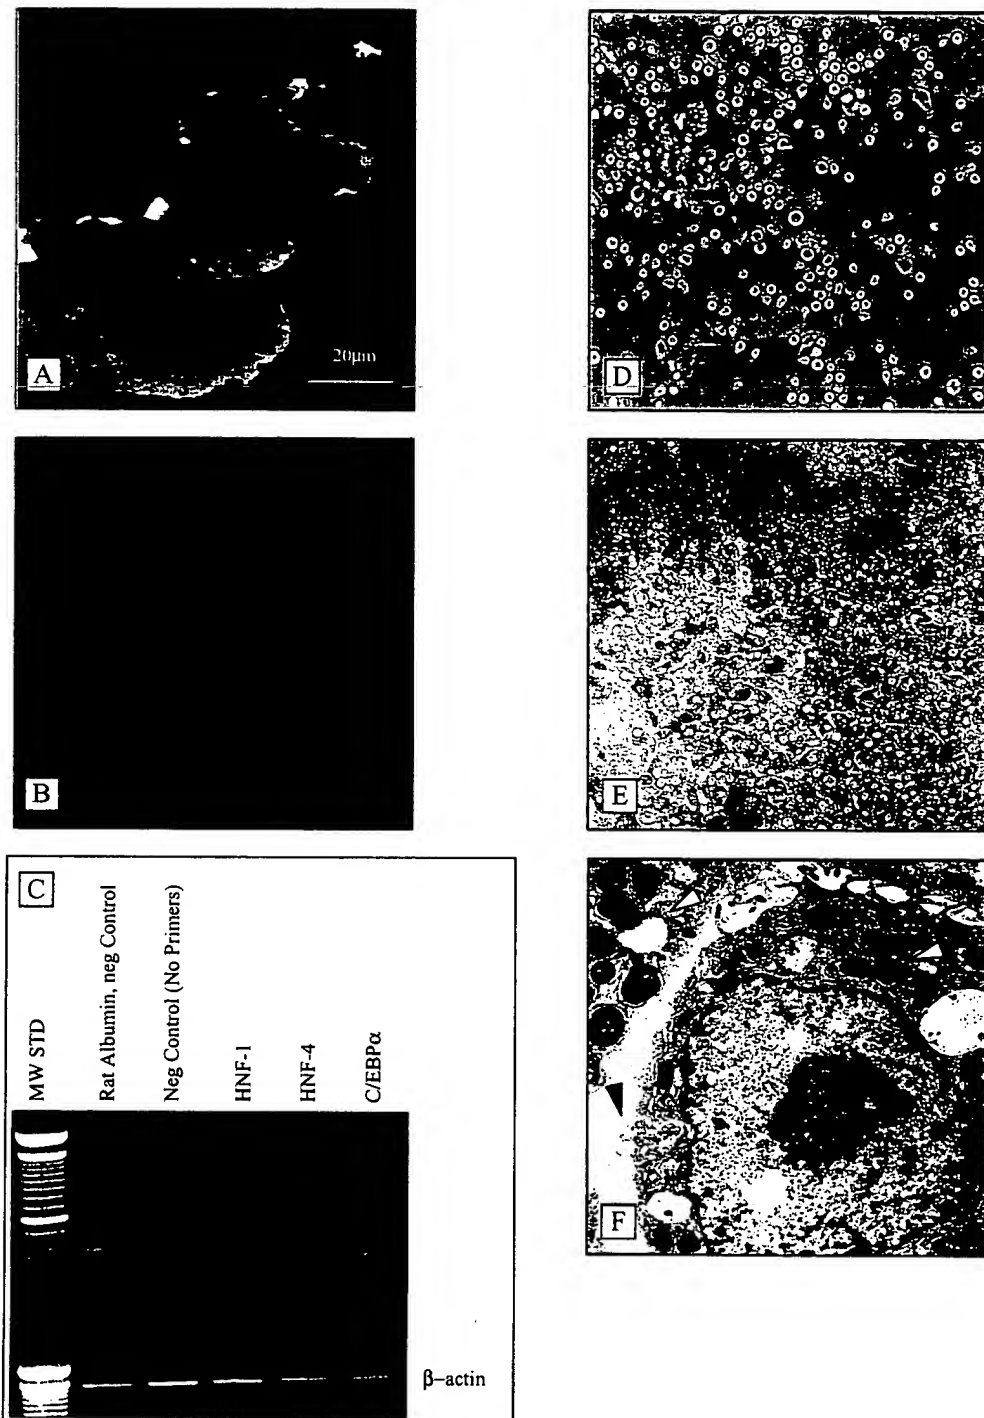 A
20µm
D
B
E
C
MW STD
Rat Albumin, neg Control
Neg Control (No Primers)
HNF-1
HNF-4
C/EBPα
β-actin
F